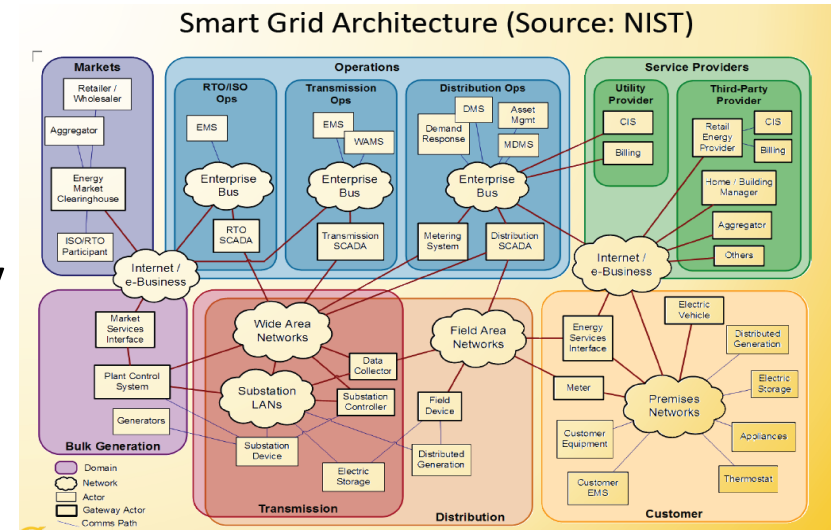 Smart Grid Architecture (Source: NIST)
Markets
Operations
Service Providers
Retailer /
Wholesaler
Aggregator
Energy
Market
Clearinghouse
ISO/RTO
Participant
RTO/ISO
Ops
EMS
Enterprise
Bus
RTO
SCADA
Transmission
Ops
EMS
WAMS
Enterprise
Bus
Transmission
SCADA
Distribution Ops
DMS
Asset
Mgmt
Demand
Response
MDMS
Enterprise
Bus
Metering
System
Distribution
SCADA
Utility
Provider
CIS
Billing
Third-Party
Provider
Retail
Energy
Provider
CIS
Billing
Home / Building
Manager
Aggregator
Others
Internet /
e-Business
Internet /
e-Business
Market
Services
Interface
Plant Control
System
Generators
Bulk Generation
Wide Area
Networks
Substation
LANs
Data
Collector
Substation
Controller
Substation
Device
Electric
Storage
Transmission
Field Area
Networks
Field
Device
Distributed
Generation
Distribution
Energy
Services
Interface
Meter
Electric
Vehicle
Distributed
Generation
Electric
Storage
Premises
Networks
Customer
Equipment
Appliances
Customer
EMS
Thermostat
Customer
Domain
Network
Actor
Gateway Actor
Comms Path